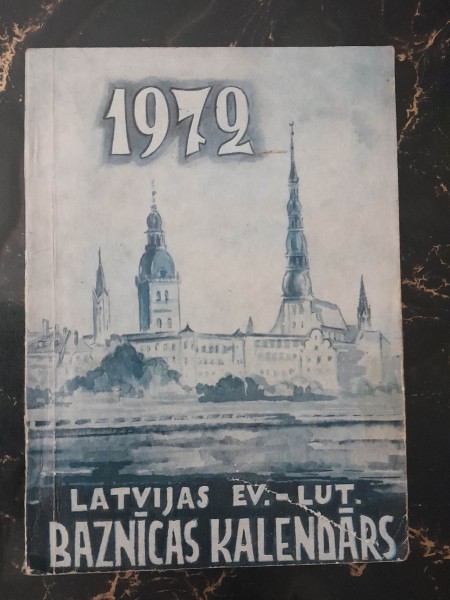 1972
LATVIJAS EV.-LUT.
BAZNĪCAS KALENDĀRS